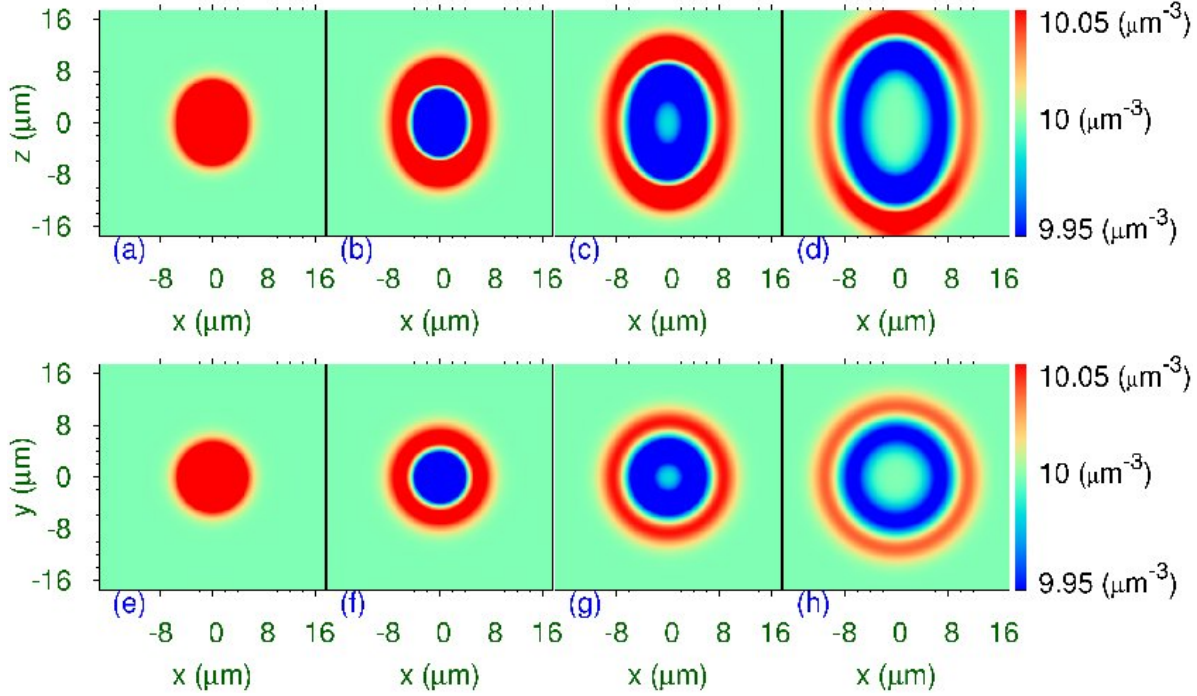 16
8
0
-8
-16
z (μm)
10.05 (μm⁻³)
10 (μm⁻³)
9.95 (μm⁻³)
(a) (b) (c) (d)
-8 0 8 16 -8 0 8 16 -8 0 8 16 -8 0 8 16
x (μm) x (μm) x (μm) x (μm)
16
8
0
-8
-16
y (μm)
10.05 (μm⁻³)
10 (μm⁻³)
9.95 (μm⁻³)
(e) (f) (g) (h)
-8 0 8 16 -8 0 8 16 -8 0 8 16 -8 0 8 16
x (μm) x (μm) x (μm) x (μm)